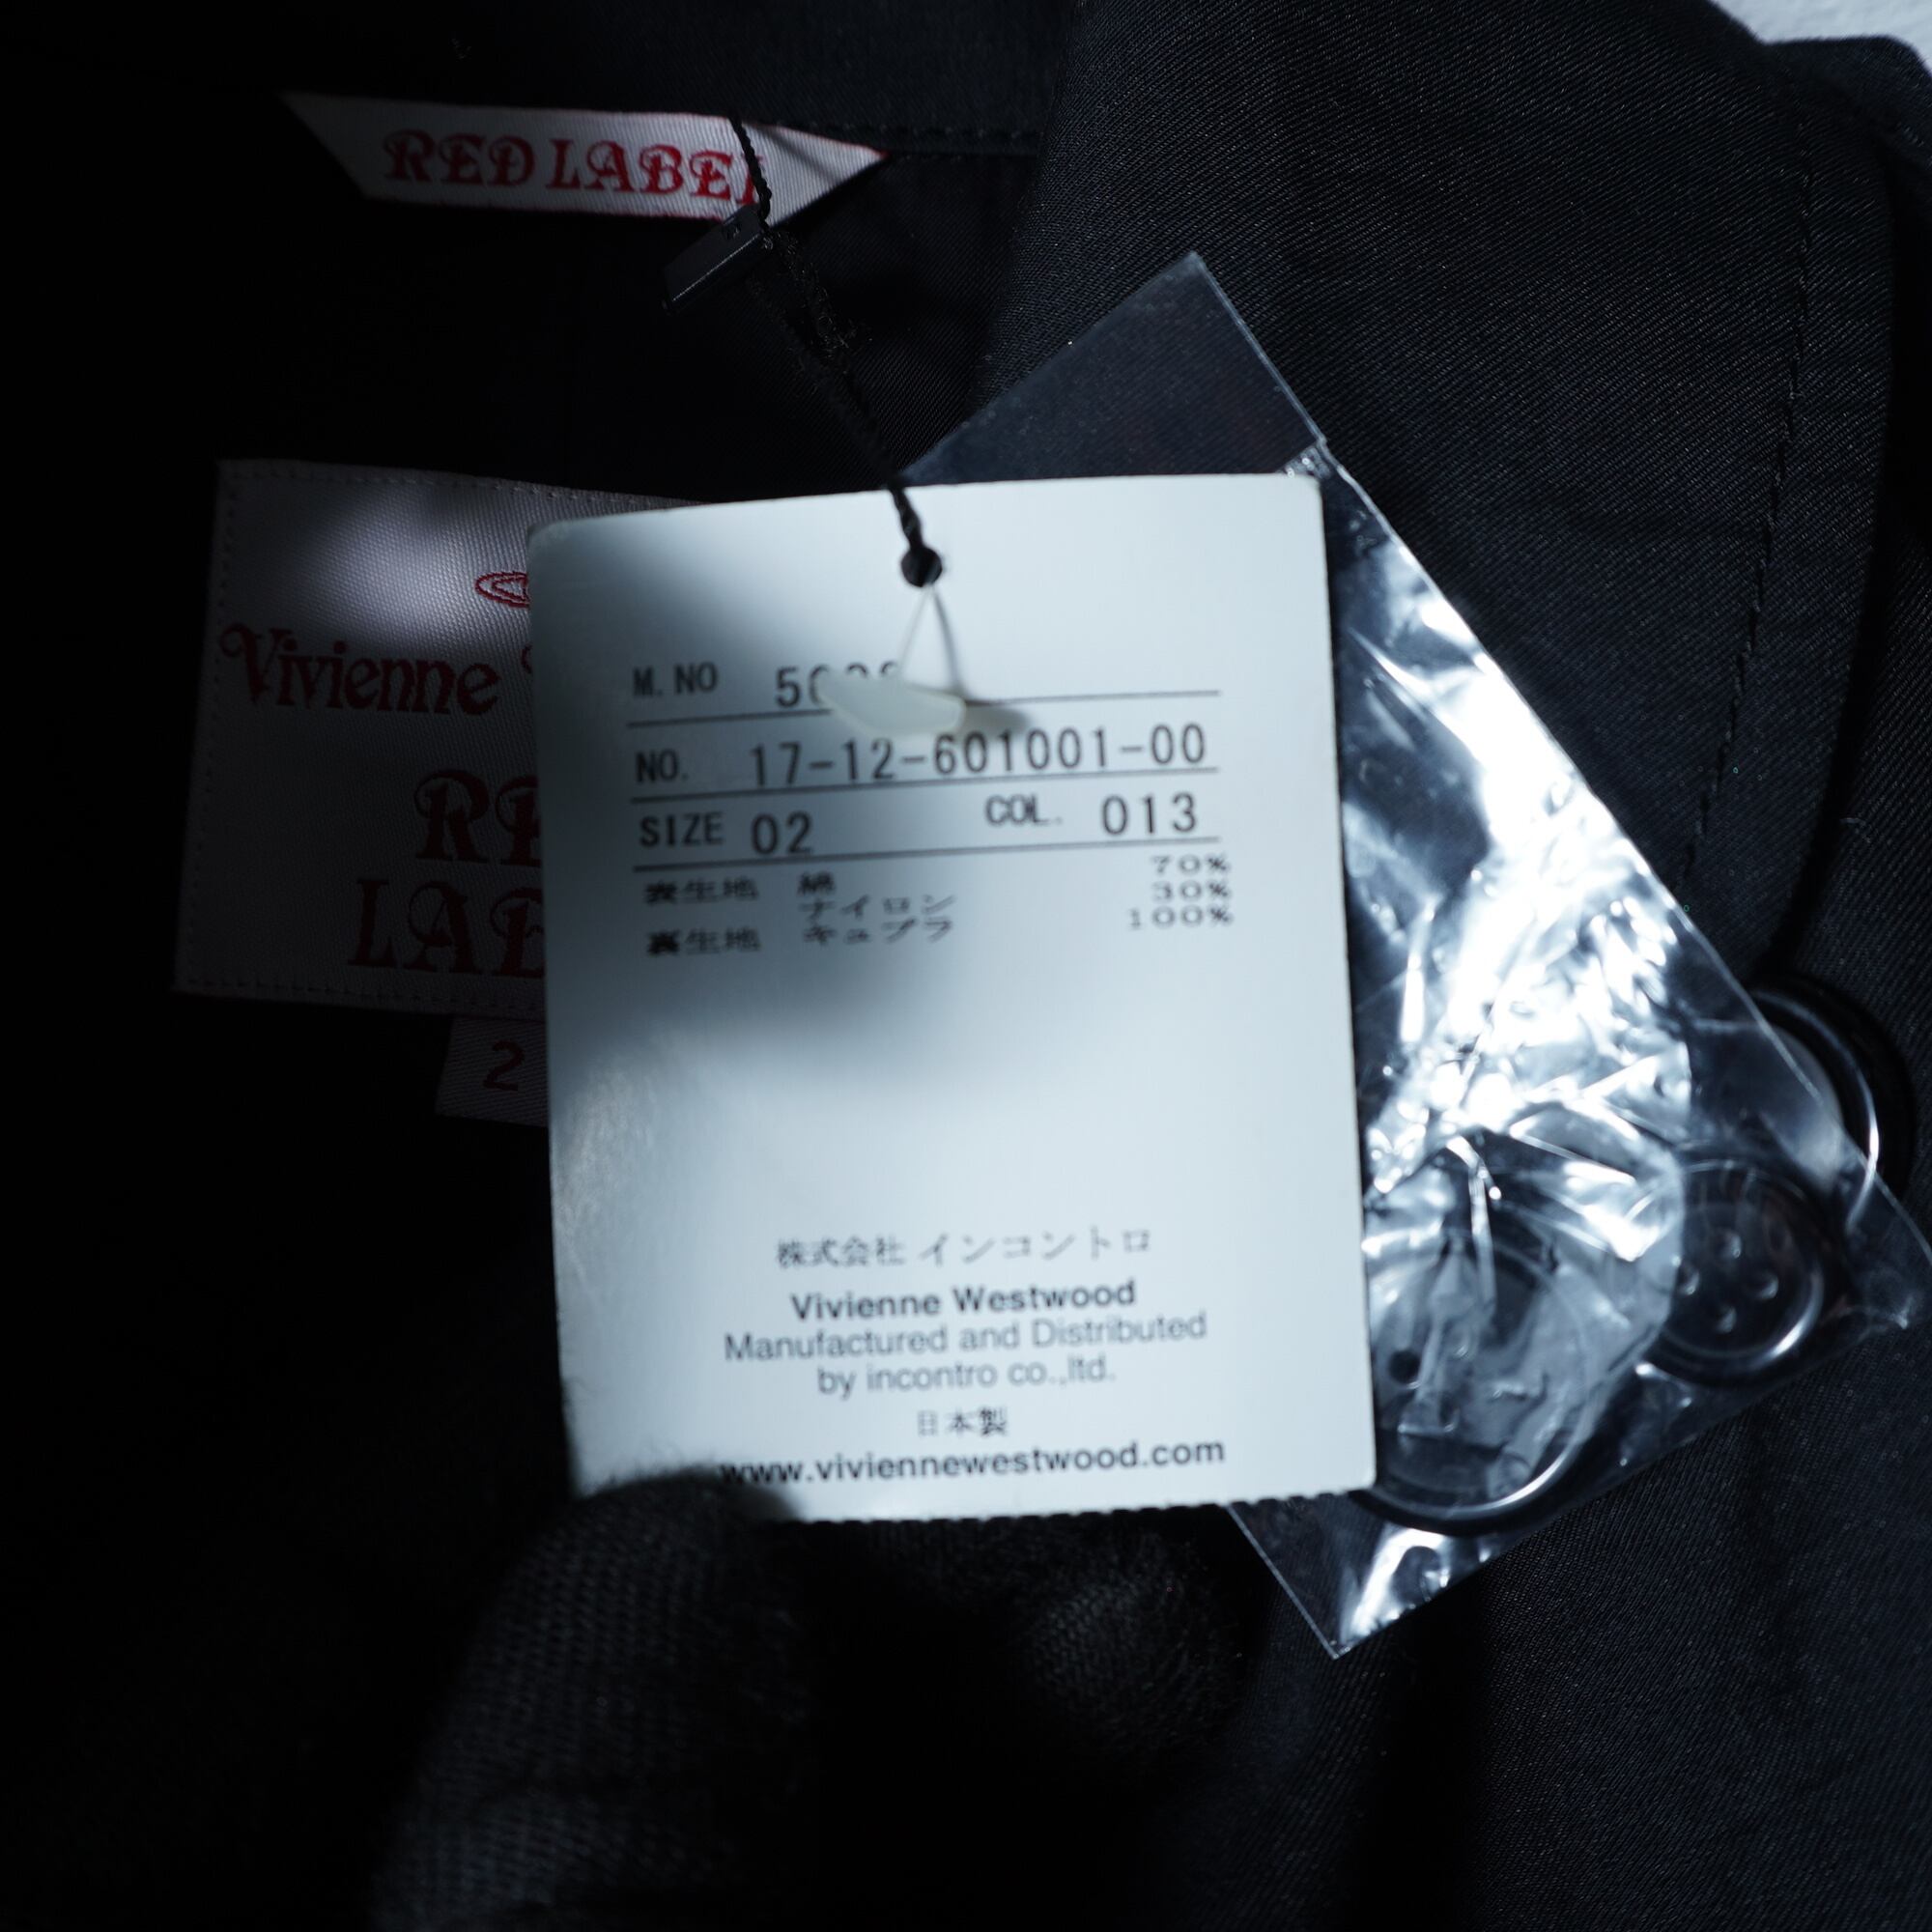 RED LABEL
Vivienne
RED
LABEL
2
M.NO
NO. 17-12-601001-00
SIZE 02 COL. 013
表生地 綿 70%
ナイロン 30%
裏生地 キュプラ 100%
株式会社 インコントロ
Vivienne Westwood
Manufactured and Distributed
by incontro co.,ltd.
日本製
www.viviennewestwood.com